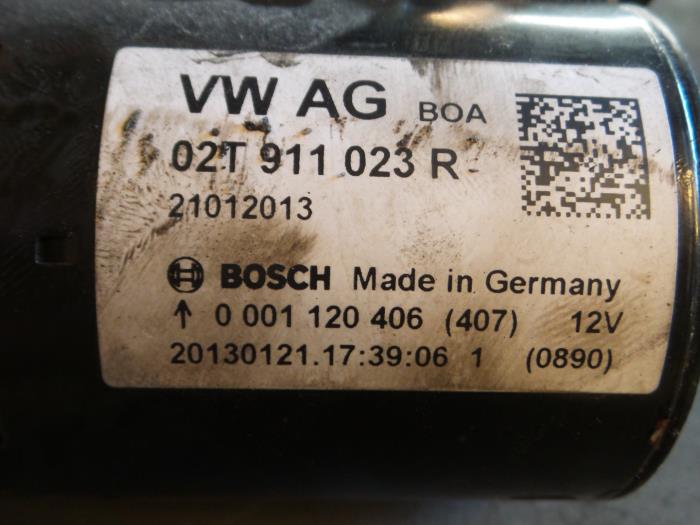 VW AG BOA
02T 911 023 R
21012013
BOSCH Made in Germany
↑ 0 001 120 406 (407) 12V
20130121.17:39:06 1 (0890)